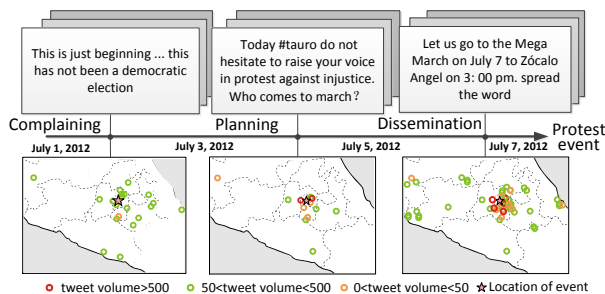 This is just beginning ... this
has not been a democratic
election
Today #tauro do not
hesitate to raise your voice
in protest against injustice.
Who comes to march?
Let us go to the Mega
March on July 7 to Zócalo
Angel on 3: 00 pm. spread
the word
Complaining
Planning
Dissemination
Protest
event
July 1, 2012
July 3, 2012
July 5, 2012
July 7, 2012
tweet volume>500
50<tweet volume<500
0<tweet volume<50
Location of event